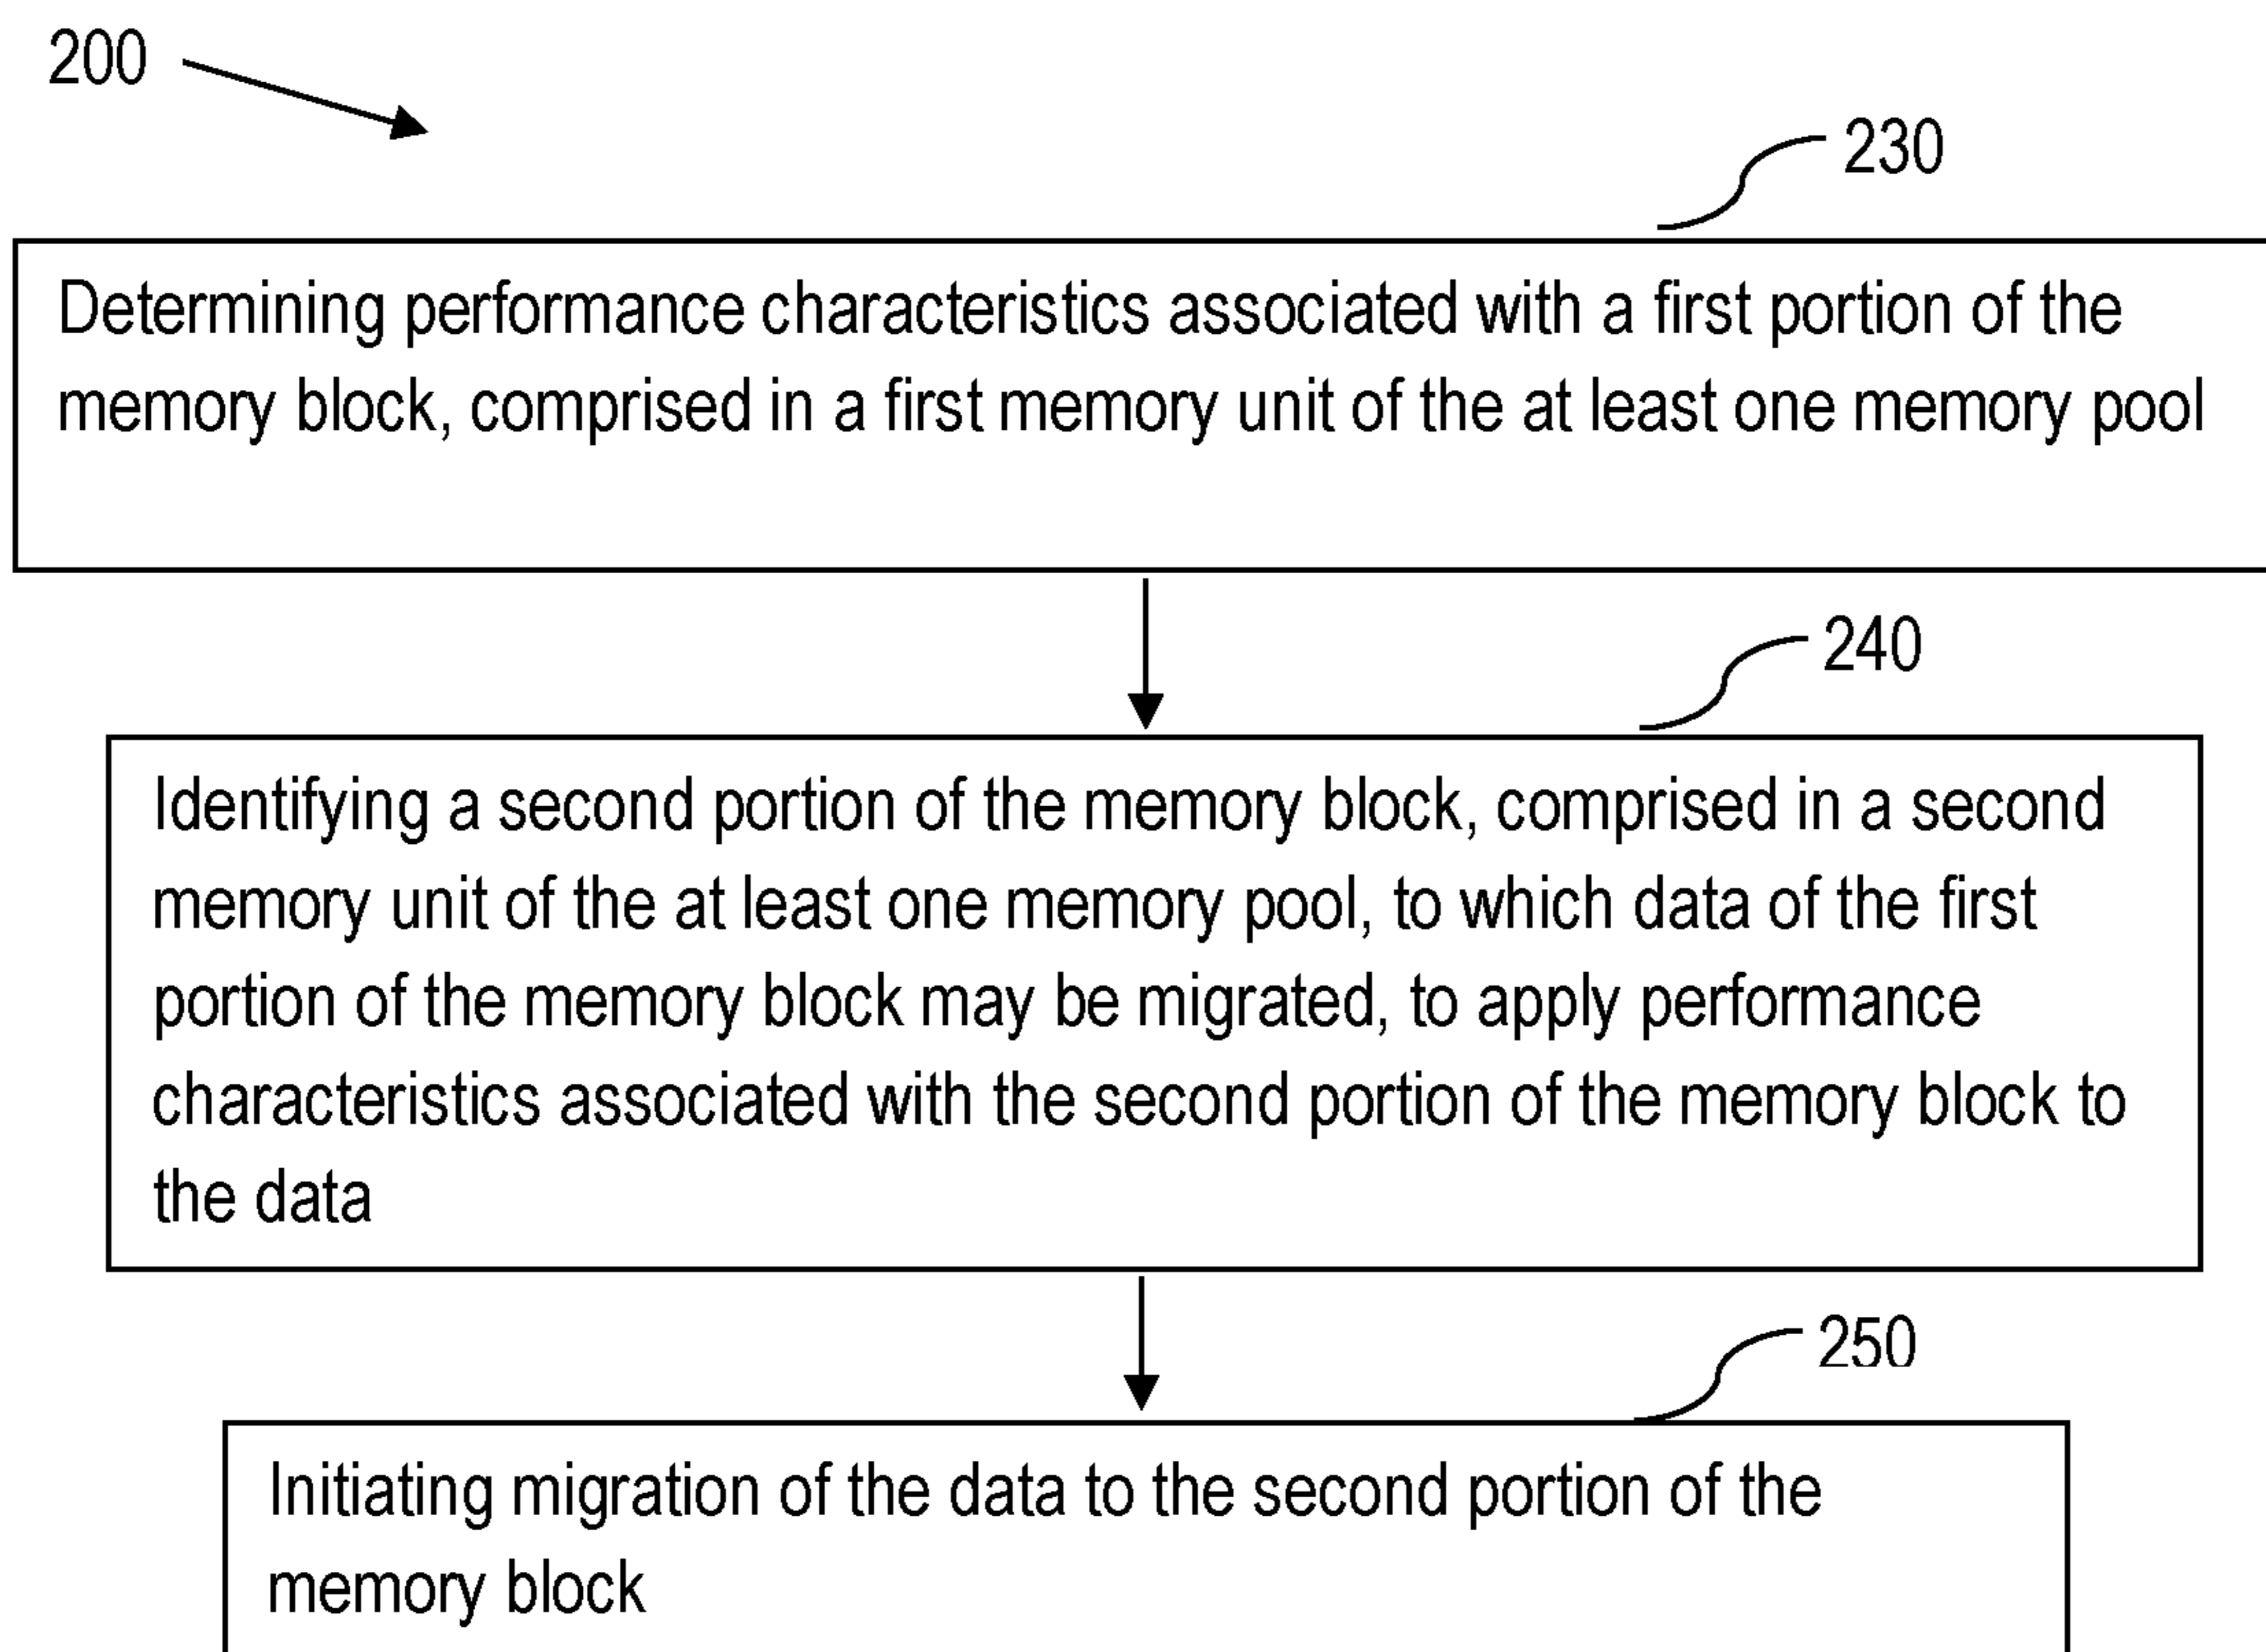 200
230
Determining performance characteristics associated with a first portion of the
memory block, comprised in a first memory unit of the at least one memory pool
240
Identifying a second portion of the memory block, comprised in a second
memory unit of the at least one memory pool, to which data of the first
portion of the memory block may be migrated, to apply performance
characteristics associated with the second portion of the memory block to
the data
250
Initiating migration of the data to the second portion of the
memory block